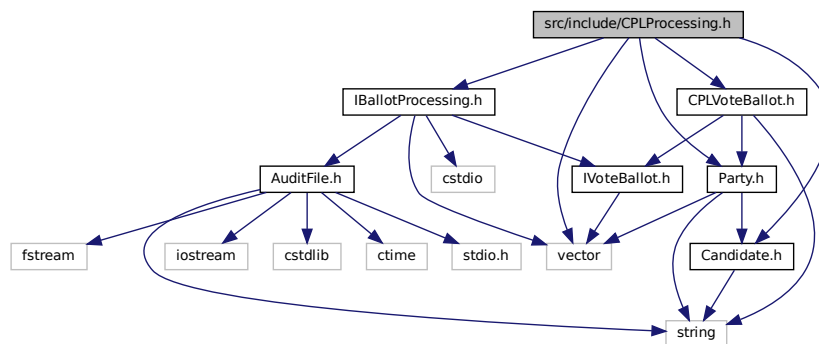 src/include/CPLProcessing.h
IBallotProcessing.h
CPLVoteBallot.h
AuditFile.h
cstdio
IVoteBallot.h
Party.h
fstream
iostream
cstdlib
ctime
stdio.h
vector
Candidate.h
string